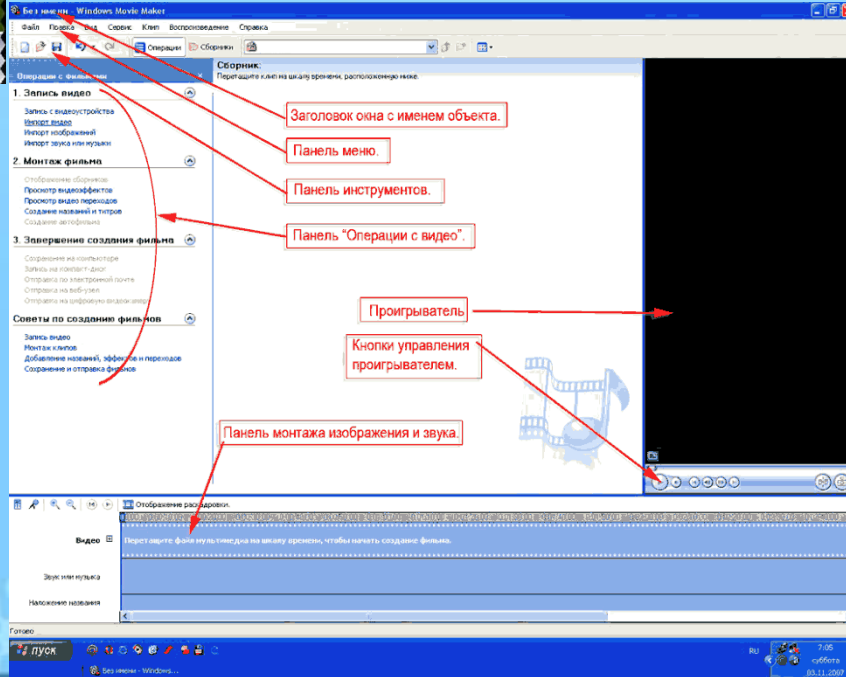 Без имени - Windows Movie Maker
Файл Правка Вид Сервис Клип Воспроизведение Справка
Операции Сборники
Операции с фильмами
Сборник:
Перетащите клип на шкалу времени, расположенную ниже.
1. Запись видео
Запись с видеоустройства
Импорт видео
Импорт изображений
Импорт звука или музыки
2. Монтаж фильма
Отображение сборников
Просмотр видеоэффектов
Просмотр видео переходов
Создание названий и титров
Создание автофильма
3. Завершение создания фильма
Сохранение на компьютере
Запись на компакт-диск
Отправка по электронной почте
Отправка на веб-узел
Отправка на цифровую видеокамеру
Советы по созданию фильмов
Запись видео
Монтаж клипов
Добавление названий, эффектов и переходов
Сохранение и отправка фильмов
Заголовок окна с именем объекта.
Панель меню.
Панель инструментов.
Панель “Операции с видео”.
Проигрыватель
Кнопки управления
проигрывателем.
Панель монтажа изображения и звука.
Отображение раскадровки.
Видео
Перетащите файл мультимедиа на шкалу времени, чтобы начать создание фильма.
Звук или музыка
Наложение названия
Готово
пуск
RU
7:05
суббота
03.11.2007
Без имени - Windows...